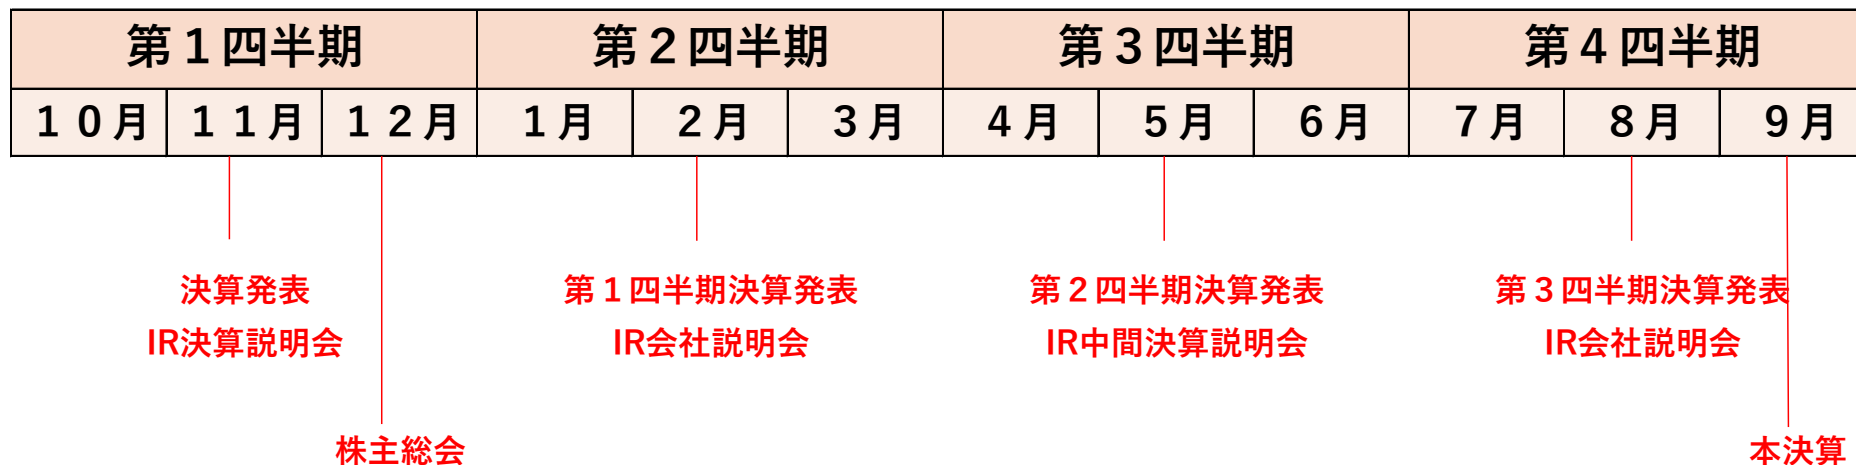 第１四半期 第２四半期 第３四半期 第４四半期
１０月 １１月 １２月 １月 ２月 ３月 ４月 ５月 ６月 ７月 ８月 ９月
決算発表 第１四半期決算発表 第２四半期決算発表 第３四半期決算発表
IR決算説明会 IR会社説明会 IR中間決算説明会 IR会社説明会
株主総会 本決算